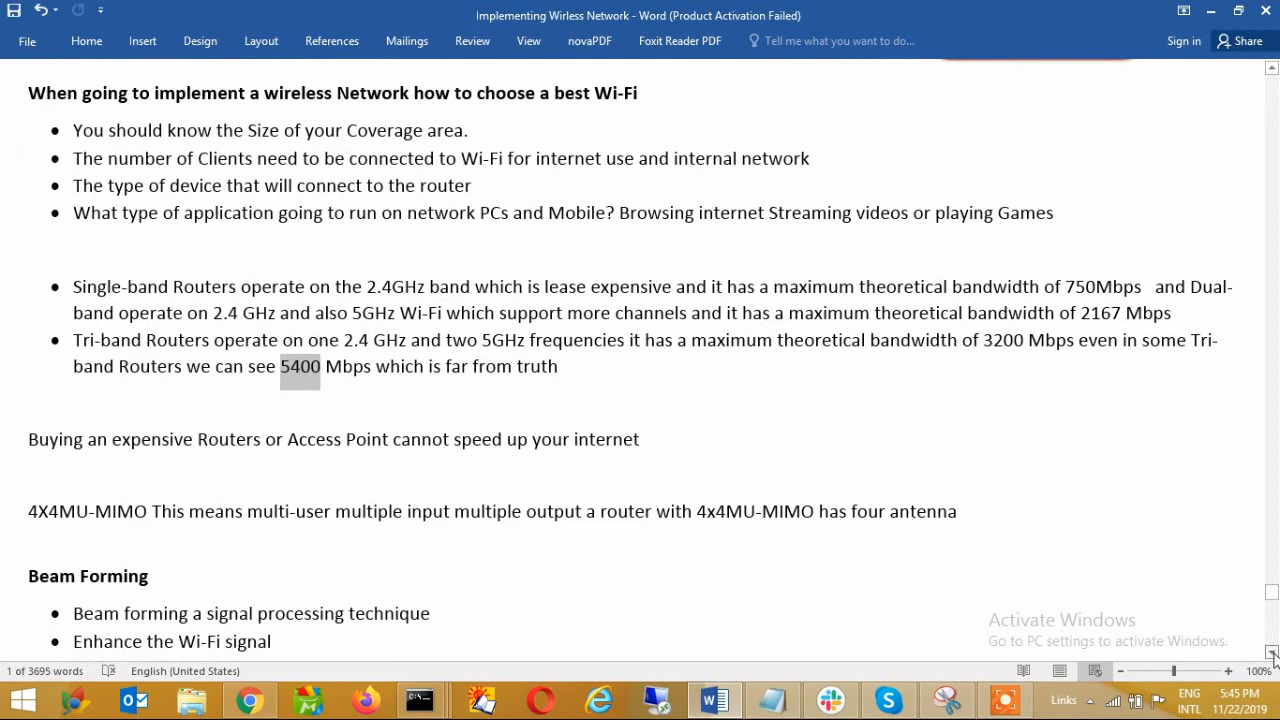 Implementing Wirless Network - Word (Product Activation Failed)
File Home Insert Design Layout References Mailings Review View novaPDF Foxit Reader PDF Tell me what you want to do... Sign in Share
When going to implement a wireless Network how to choose a best Wi-Fi
• You should know the Size of your Coverage area.
• The number of Clients need to be connected to Wi-Fi for internet use and internal network
• The type of device that will connect to the router
• What type of application going to run on network PCs and Mobile? Browsing internet Streaming videos or playing Games
• Single-band Routers operate on the 2.4GHz band which is lease expensive and it has a maximum theoretical bandwidth of 750Mbps and Dual-
band operate on 2.4 GHz and also 5GHz Wi-Fi which support more channels and it has a maximum theoretical bandwidth of 2167 Mbps
• Tri-band Routers operate on one 2.4 GHz and two 5GHz frequencies it has a maximum theoretical bandwidth of 3200 Mbps even in some Tri-
band Routers we can see 5400 Mbps which is far from truth
Buying an expensive Routers or Access Point cannot speed up your internet
4X4MU-MIMO This means multi-user multiple input multiple output a router with 4x4MU-MIMO has four antenna
Beam Forming
• Beam forming a signal processing technique
• Enhance the Wi-Fi signal
Activate Windows
Go to PC settings to activate Windows.
1 of 3695 words English (United States) 100%
Links ENG 5:45 PM
INTL 11/22/2019